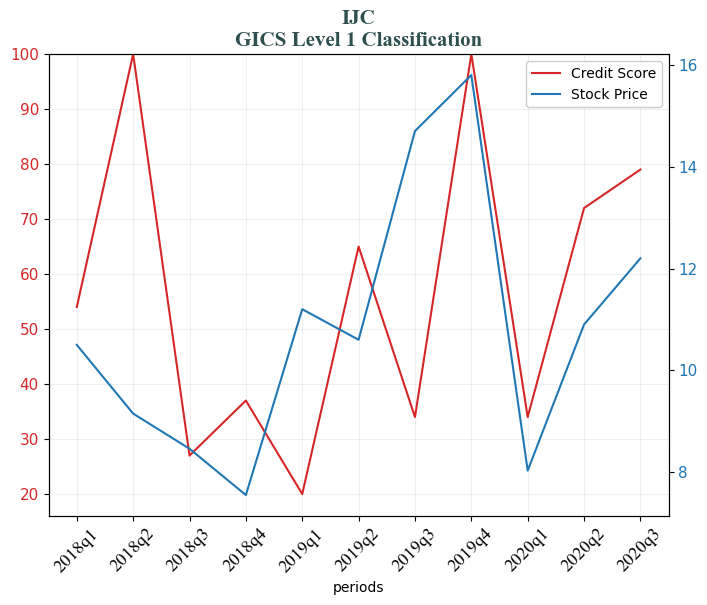 IJC
GICS Level 1 Classification
Credit Score
Stock Price
100
90
80
70
60
50
40
30
20
16
14
12
10
8
2018q1
2018q2
2018q3
2018q4
2019q1
2019q2
2019q3
2019q4
2020q1
2020q2
2020q3
periods